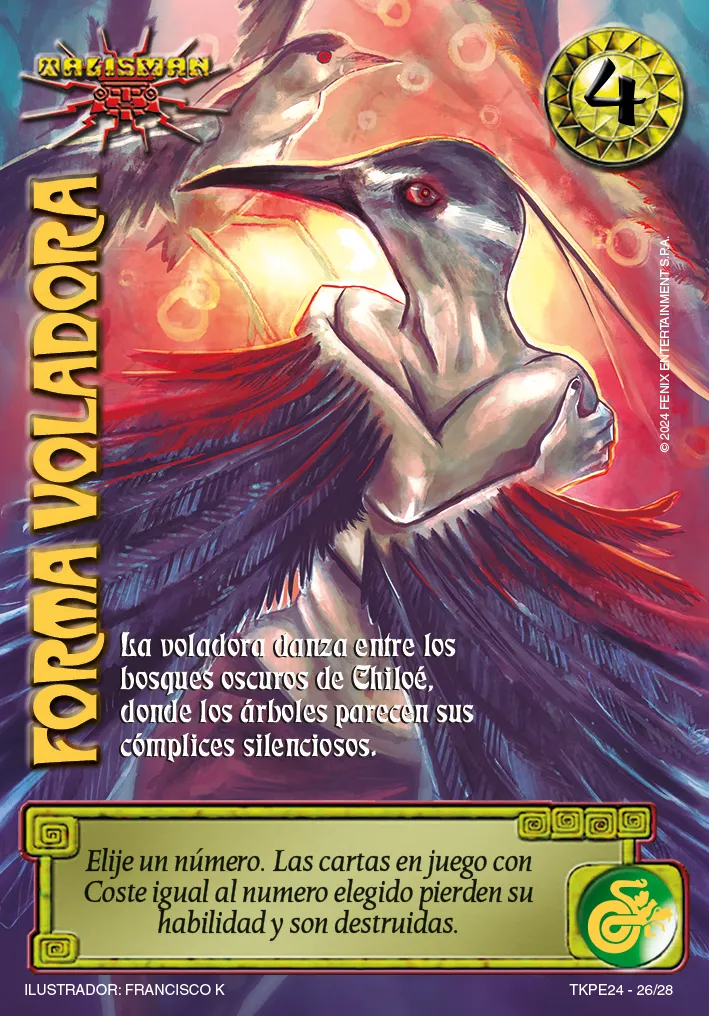 TALISMAN
4
FORMA VOLADORA
© 2024 FENIX ENTERTAINMENT S.P.A.
La voladora danza entre los
bosques oscuros de Chiloé,
donde los árboles parecen sus
cómplices silenciosos.
Elije un número. Las cartas en juego con
Coste igual al numero elegido pierden su
habilidad y son destruidas.
ILUSTRADOR: FRANCISCO K
TKPE24 - 26/28